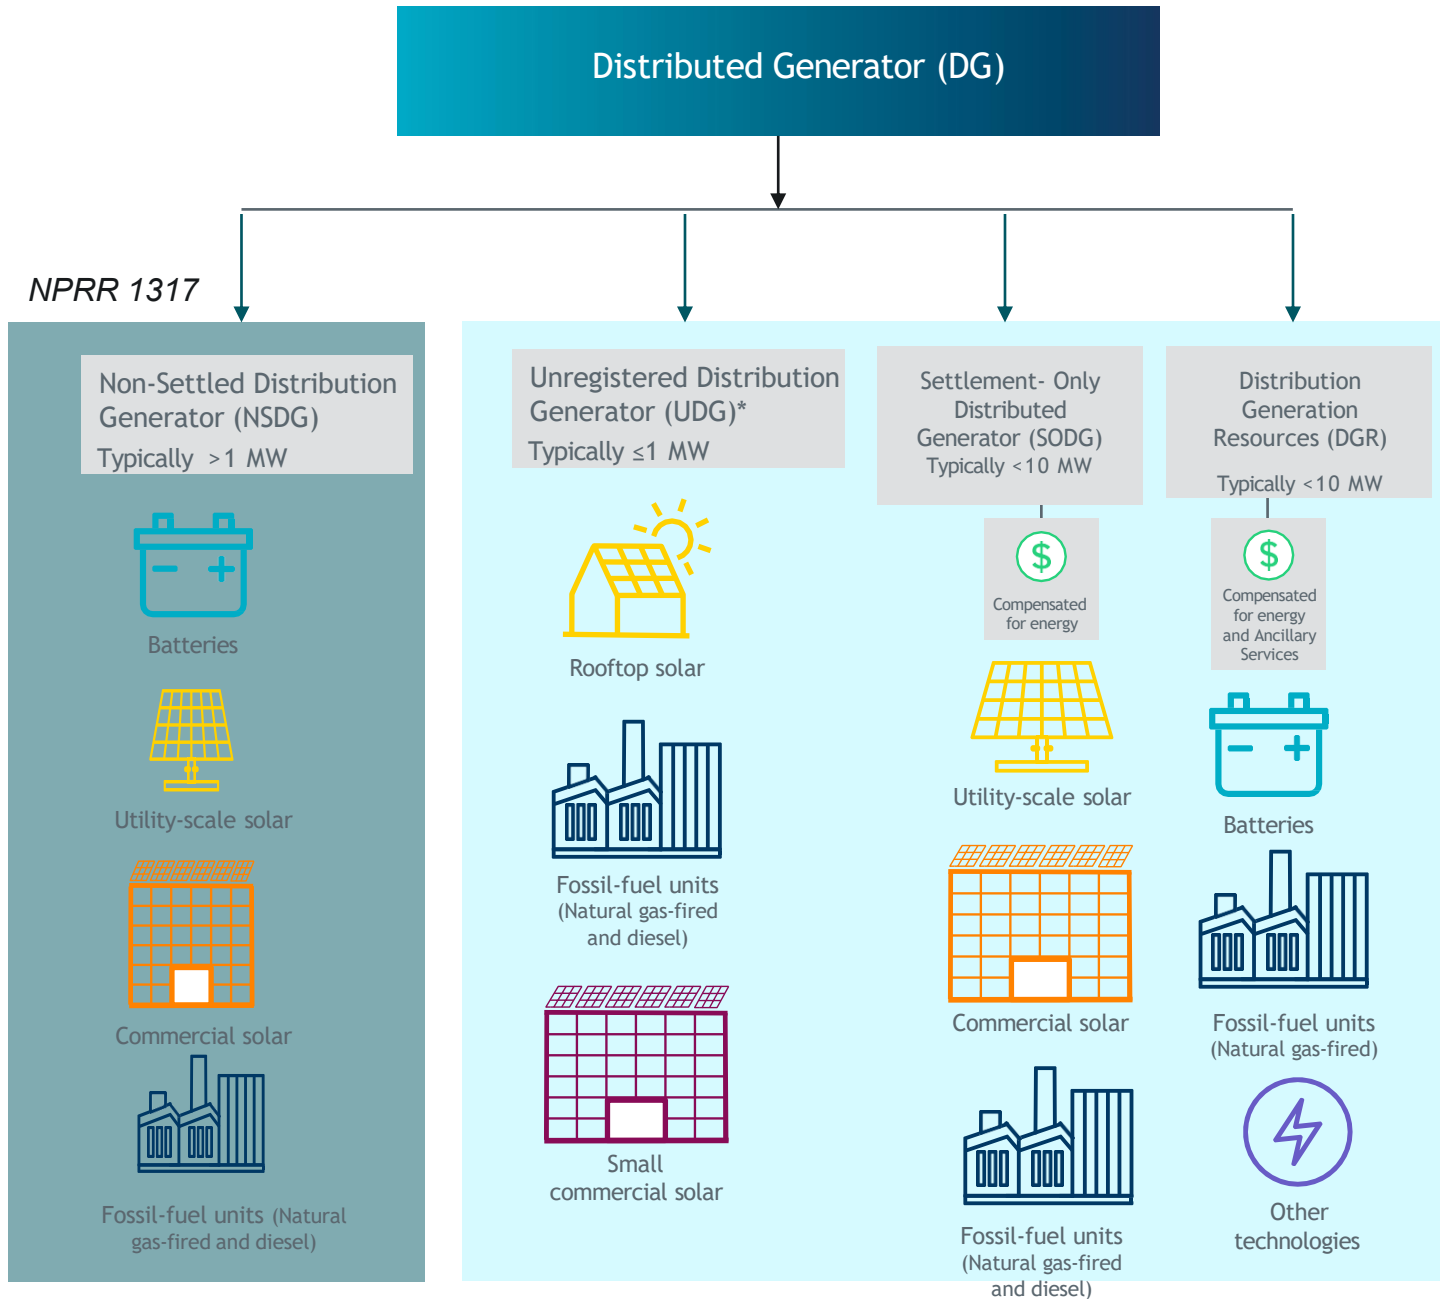 Distributed Generator (DG)
NPRR 1317
Non-Settled Distribution
Generator (NSDG)
Typically >1 MW
Batteries
Utility-scale solar
Commercial solar
Fossil-fuel units (Natural
gas-fired and diesel)
Unregistered Distribution
Generator (UDG)*
Typically ≤1 MW
Rooftop solar
Fossil-fuel units
(Natural gas-fired
and diesel)
Small
commercial solar
Settlement- Only
Distributed
Generator (SODG)
Typically <10 MW
$
Compensated
for energy
Utility-scale solar
Commercial solar
Fossil-fuel units
(Natural gas-fired
and diesel)
Distribution
Generation
Resources (DGR)
Typically <10 MW
$
Compensated
for energy
and Ancillary
Services
Batteries
Fossil-fuel units
(Natural gas-fired)
Other
technologies